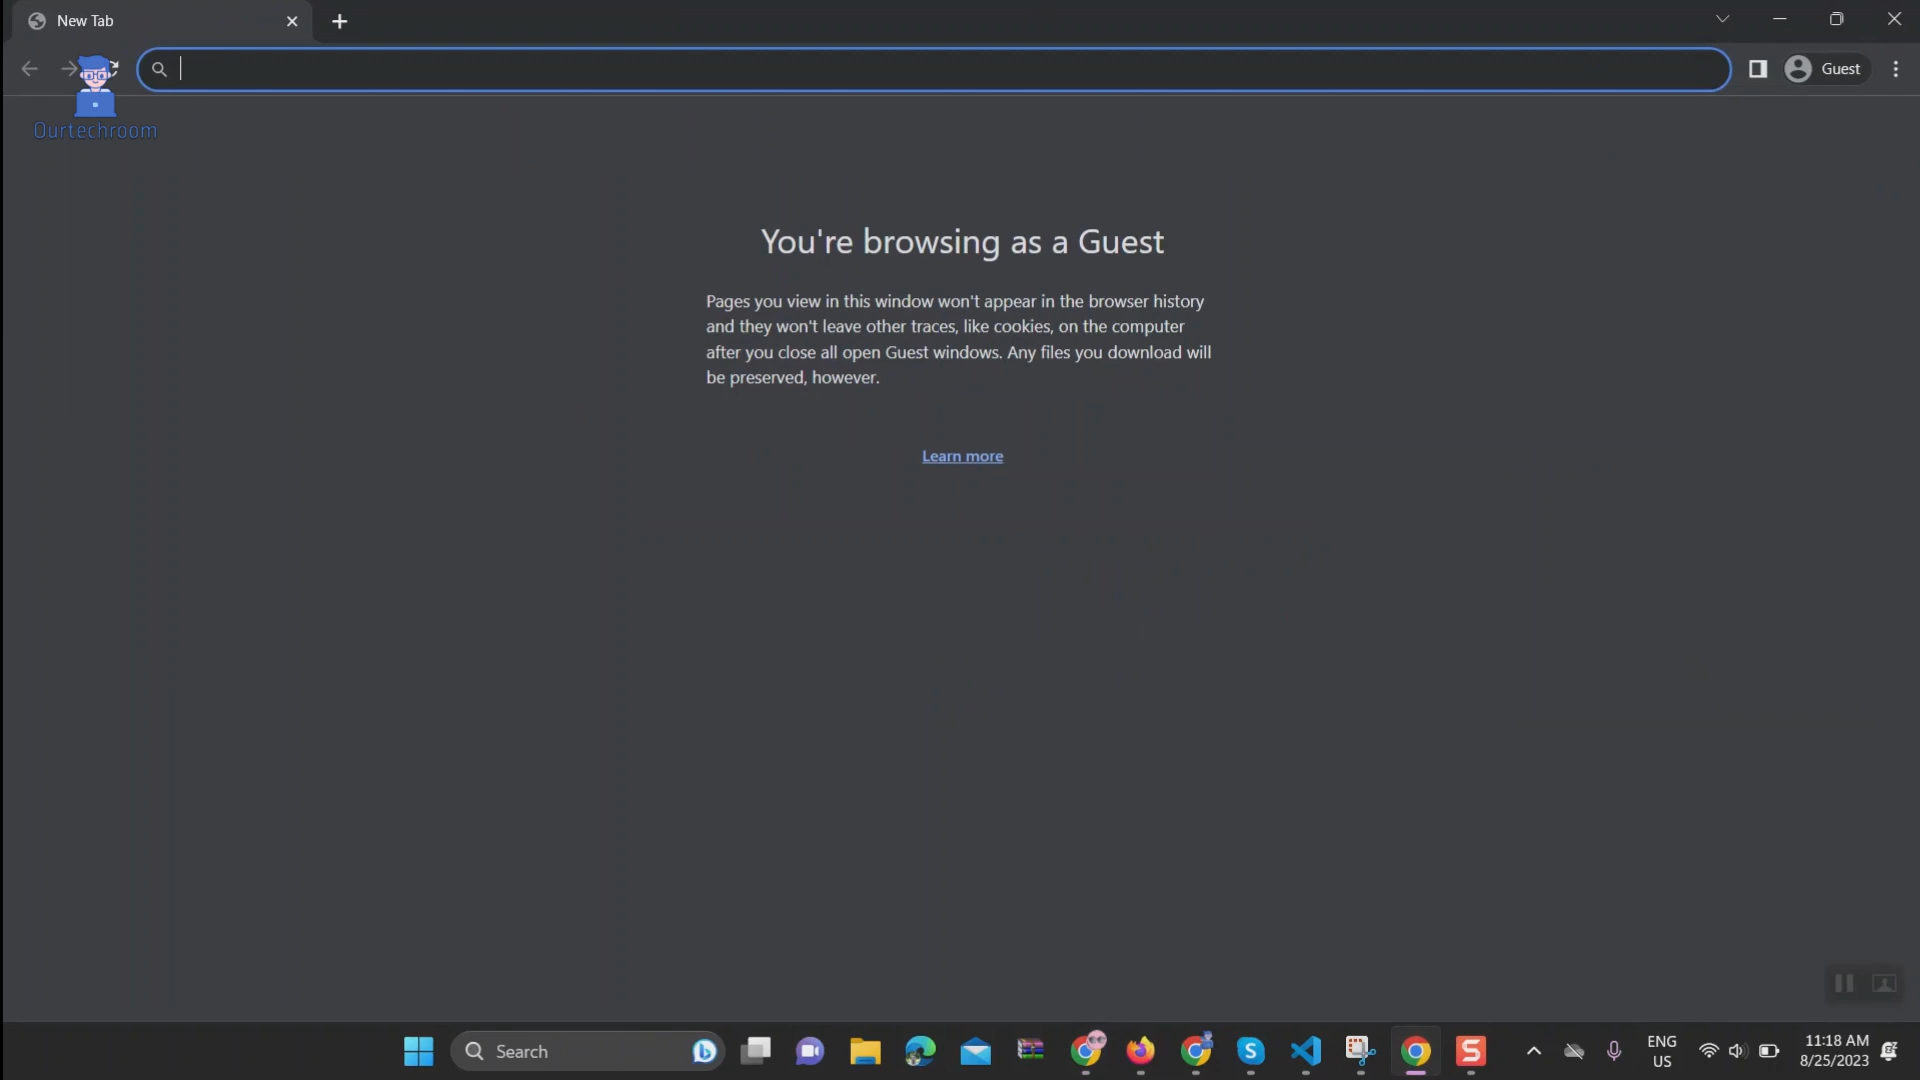 New Tab
Guest
Ourtechroom
You're browsing as a Guest
Pages you view in this window won't appear in the browser history
and they won't leave other traces, like cookies, on the computer
after you close all open Guest windows. Any files you download will
be preserved, however.
Learn more
Search
ENG
US
11:18 AM
8/25/2023